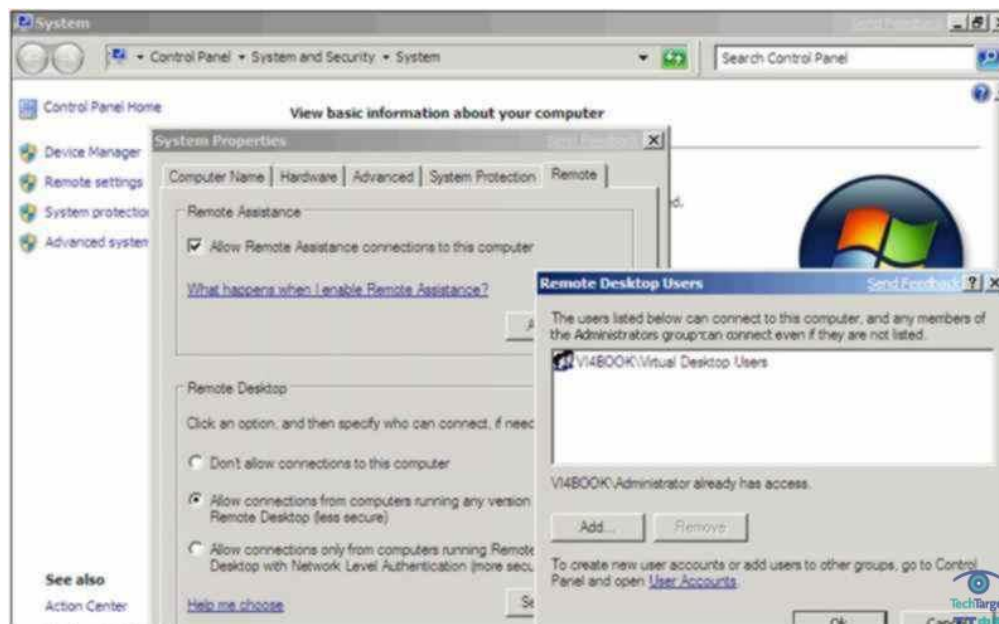 System
Send Feedback
Control Panel • System and Security • System
Search Control Panel
Control Panel Home
View basic information about your computer
Device Manager
Remote settings
System protection
Advanced system
System Properties
Computer Name
Hardware
Advanced
System Protection
Remote
Remote Assistance
Allow Remote Assistance connections to this computer
What happens when I enable Remote Assistance?
Remote Desktop
Click an option, and then specify who can connect, if need
Don't allow connections to this computer
Allow connections from computers running any version
Remote Desktop (less secure)
Allow connections only from computers running Remote
Desktop with Network Level Authentication (more secu
Help me choose
Se
Remote Desktop Users
Send Feedback
The users listed below can connect to this computer, and any members of
the Administrators group can connect even if they are not listed.
VI4BOOK\Virtual Desktop Users
VI4BOOK\Administrator already has access.
Add...
Remove
To create new user accounts or add users to other groups, go to Control
Panel and open User Accounts.
OK
Cancel
See also
Action Center
TechTarget